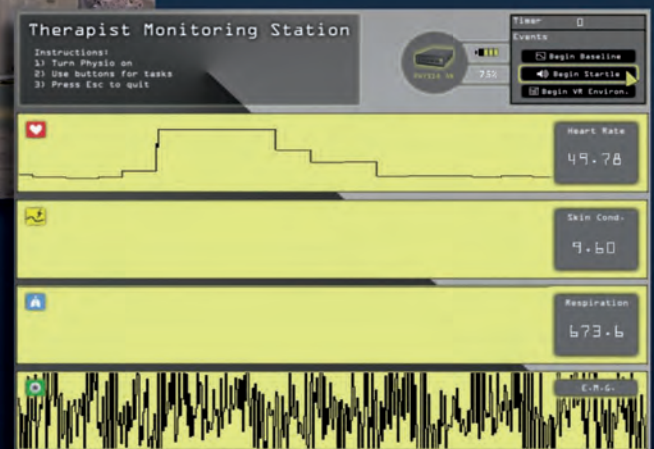 Therapist Monitoring Station
Instructions:
1) Turn Physio on
2) Use buttons for tasks
3) Press Esc to quit
PHYSIO ON
75%
Timer 0
Events
Begin Baseline
Begin Startle
Begin VR Environ.
Heart Rate
49.78
Skin Cond.
9.60
Respiration
673.6
E.M.G.